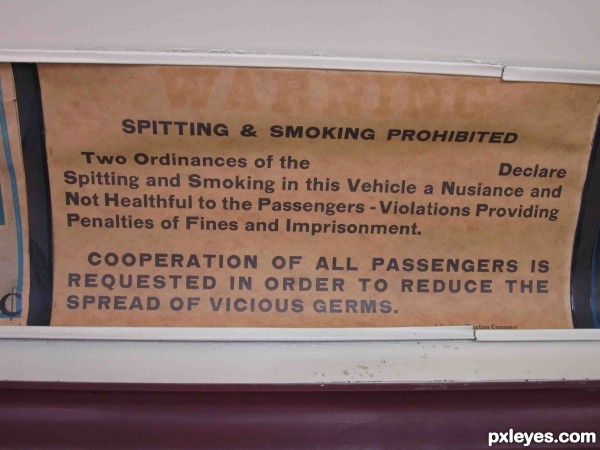 WARNING
SPITTING & SMOKING PROHIBITED
Two Ordinances of the Declare
Spitting and Smoking in this Vehicle a Nusiance and
Not Healthful to the Passengers - Violations Providing
Penalties of Fines and Imprisonment.
COOPERATION OF ALL PASSENGERS IS
REQUESTED IN ORDER TO REDUCE THE
SPREAD OF VICIOUS GERMS.
pxleyes.com